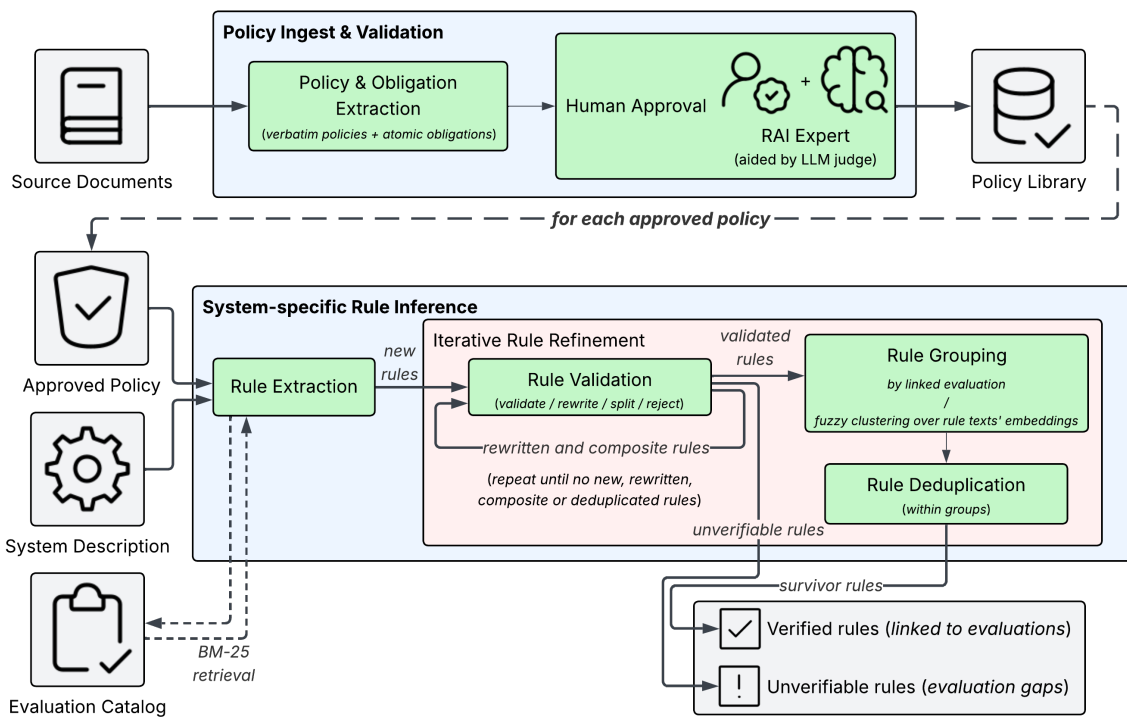 Policy Ingest & Validation
Policy & Obligation
Extraction
(verbatim policies + atomic obligations)
Human Approval
+
RAI Expert
(aided by LLM judge)
Source Documents
Policy Library
for each approved policy
Approved Policy
System-specific Rule Inference
Rule Extraction
new
rules
Iterative Rule Refinement
Rule Validation
(validate / rewrite / split / reject)
rewritten and composite rules
(repeat until no new, rewritten,
composite or deduplicated rules)
validated
rules
Rule Grouping
by linked evaluation
/
fuzzy clustering over rule texts' embeddings
Rule Deduplication
(within groups)
unverifiable rules
System Description
survivor rules
Verified rules (linked to evaluations)
! Unverifiable rules (evaluation gaps)
BM-25
retrieval
Evaluation Catalog